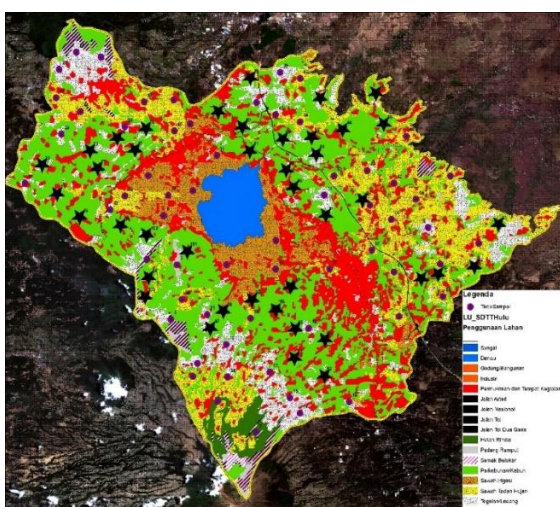 Legenda
Titik Sampel
LU_SDTTHulu
Penggunaan Lahan
Sungai
Danau
Gedung/Bangunan
Industri
Permukiman dan Tempat Kegiatan
Jalan Arteri
Jalan Nasional
Jalan Tol
Jalan Tol Dua Garis
Hutan Rimba
Padang Rumput
Semak Belukar
Perkebunan/Kebun
Sawah Irigasi
Sawah Tadah Hujan
Tegalan/Ladang